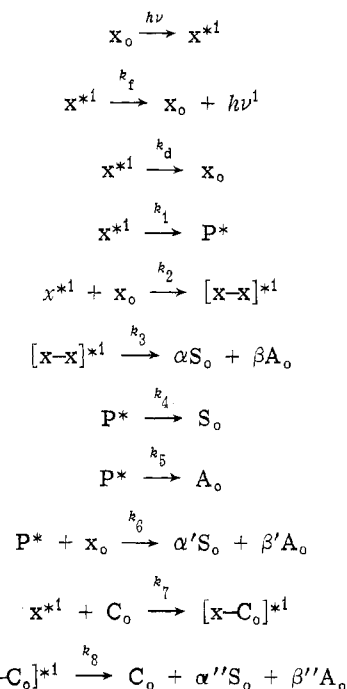 x₀ —hν→ x*¹
x*¹ —k_f→ x₀ + hν¹
x*¹ —k_d→ x₀
x*¹ —k₁→ P*
x*¹ + x₀ —k₂→ [x–x]*¹
[x–x]*¹ —k₃→ αS₀ + βA₀
P* —k₄→ S₀
P* —k₅→ A₀
P* + x₀ —k₆→ α′S₀ + β′A₀
x*¹ + C₀ —k₇→ [x–C₀]*¹
–C₀]*¹ —k₈→ C₀ + α″S₀ + β″A₀